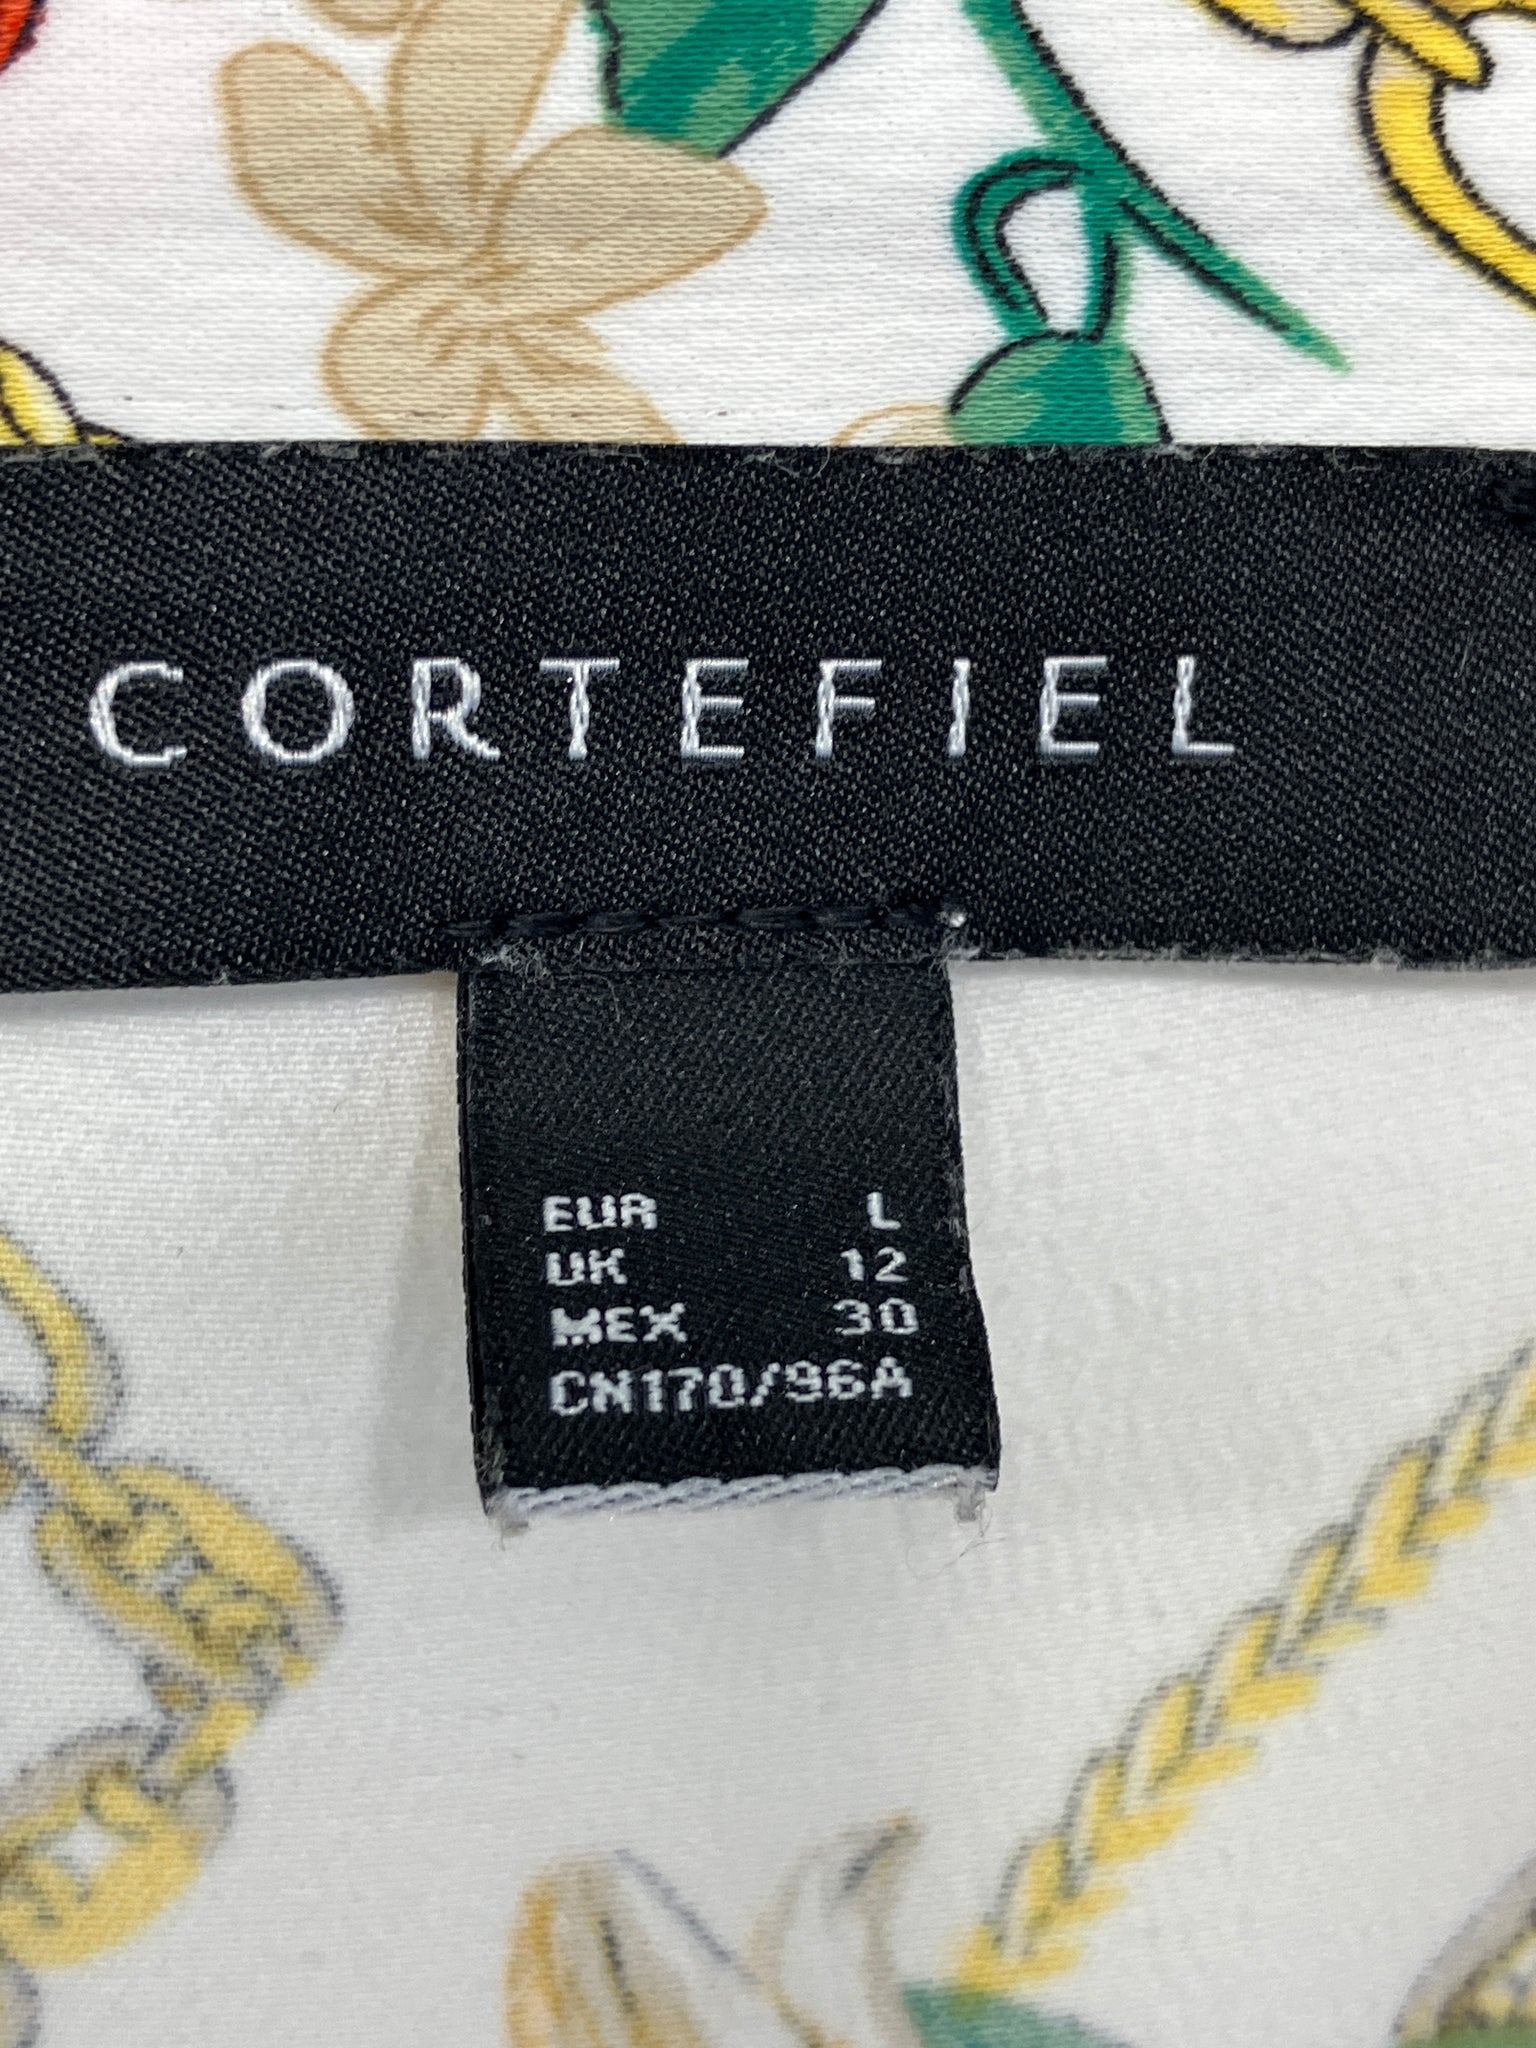 CORTEFIEL
EUR L
UK 12
MEX 30
CN170/96A